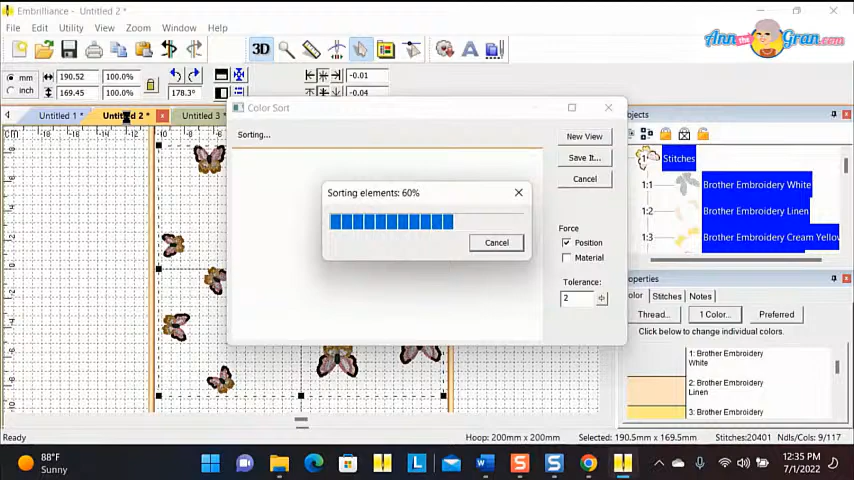 Embrilliance - Untitled 2 *
Ann the Gran.com
File Edit Utility View Zoom Window Help
3D
mm 190.52 100.0% -0.01
inch 169.45 100.0% 178.3° -0.04
Untitled 1 * Untitled 2 * Untitled 3 *
Color Sort
Sorting...
New View
Save It...
Cancel
Sorting elements: 60%
Cancel
Force
Position
Material
Tolerance:
2
Objects
1 Stitches
1:1 Brother Embroidery White
1:2 Brother Embroidery Linen
1:3 Brother Embroidery Cream Yellow
Stitches Notes
Thread... 1 Color... Preferred
Click below to change individual colors.
1: Brother Embroidery
White
2: Brother Embroidery
Linen
3: Brother Embroidery
Ready Hoop: 200mm x 200mm Selected: 190.5mm x 169.5mm Stitches:20401 Ndls/Cols: 9/117
88°F
Sunny
12:35 PM
7/1/2022